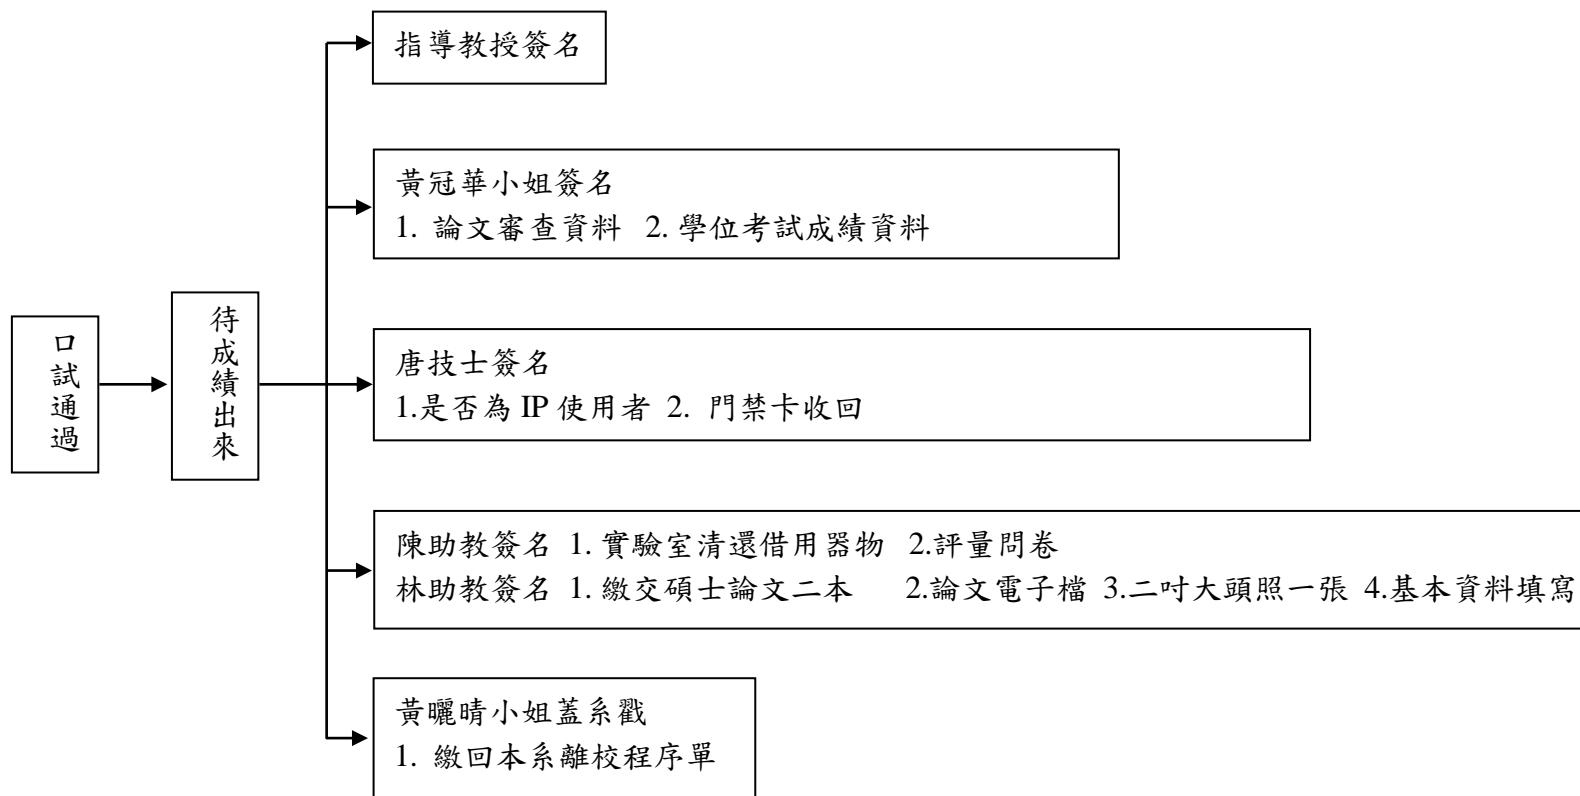 指導教授簽名
黃冠華小姐簽名
1. 論文審查資料 2. 學位考試成績資料
口試通過
待成績出來
唐技士簽名
1.是否為 IP 使用者 2. 門禁卡收回
陳助教簽名 1. 實驗室清還借用器物 2.評量問卷
林助教簽名 1. 繳交碩士論文二本 2.論文電子檔 3.二吋大頭照一張 4.基本資料填寫
黃曬晴小姐蓋系戳
1. 繳回本系離校程序單